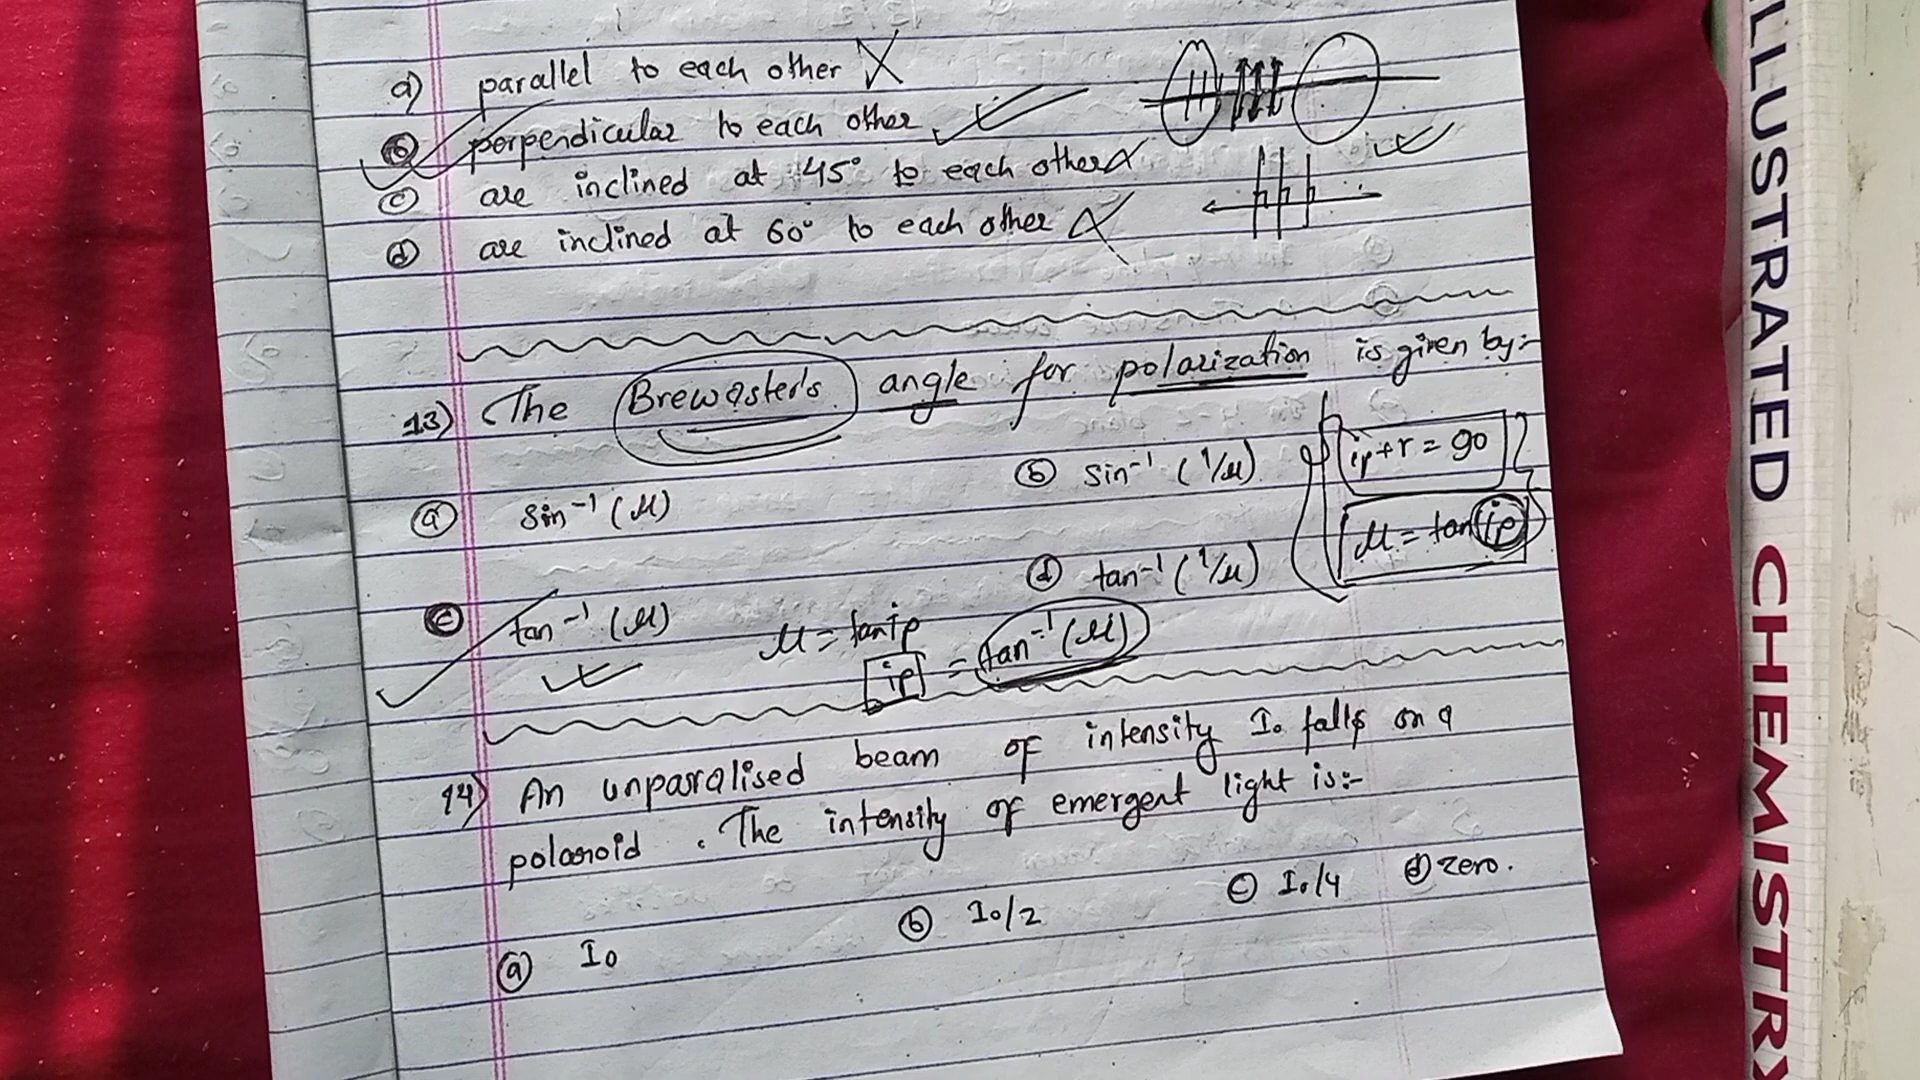 a) parallel to each other
b perpendicular to each other
c are inclined at 45° to each other
d are inclined at 60° to each other
13) The Brewaster's angle for polarization is given by:-
a Sin⁻¹ (μ)
b sin⁻¹ (1/μ)
ip+r = 90
μ = tan ip
c tan⁻¹ (μ)
d tan⁻¹ (1/μ)
μ = tanip
ip = tan⁻¹ (μ)
14) An unparalised beam of intensity I₀ falls on a
polaroid. The intensity of emergent light is:-
a I₀
b I₀/2
c I₀/4
d zero.
ILLUSTRATED CHEMISTRY